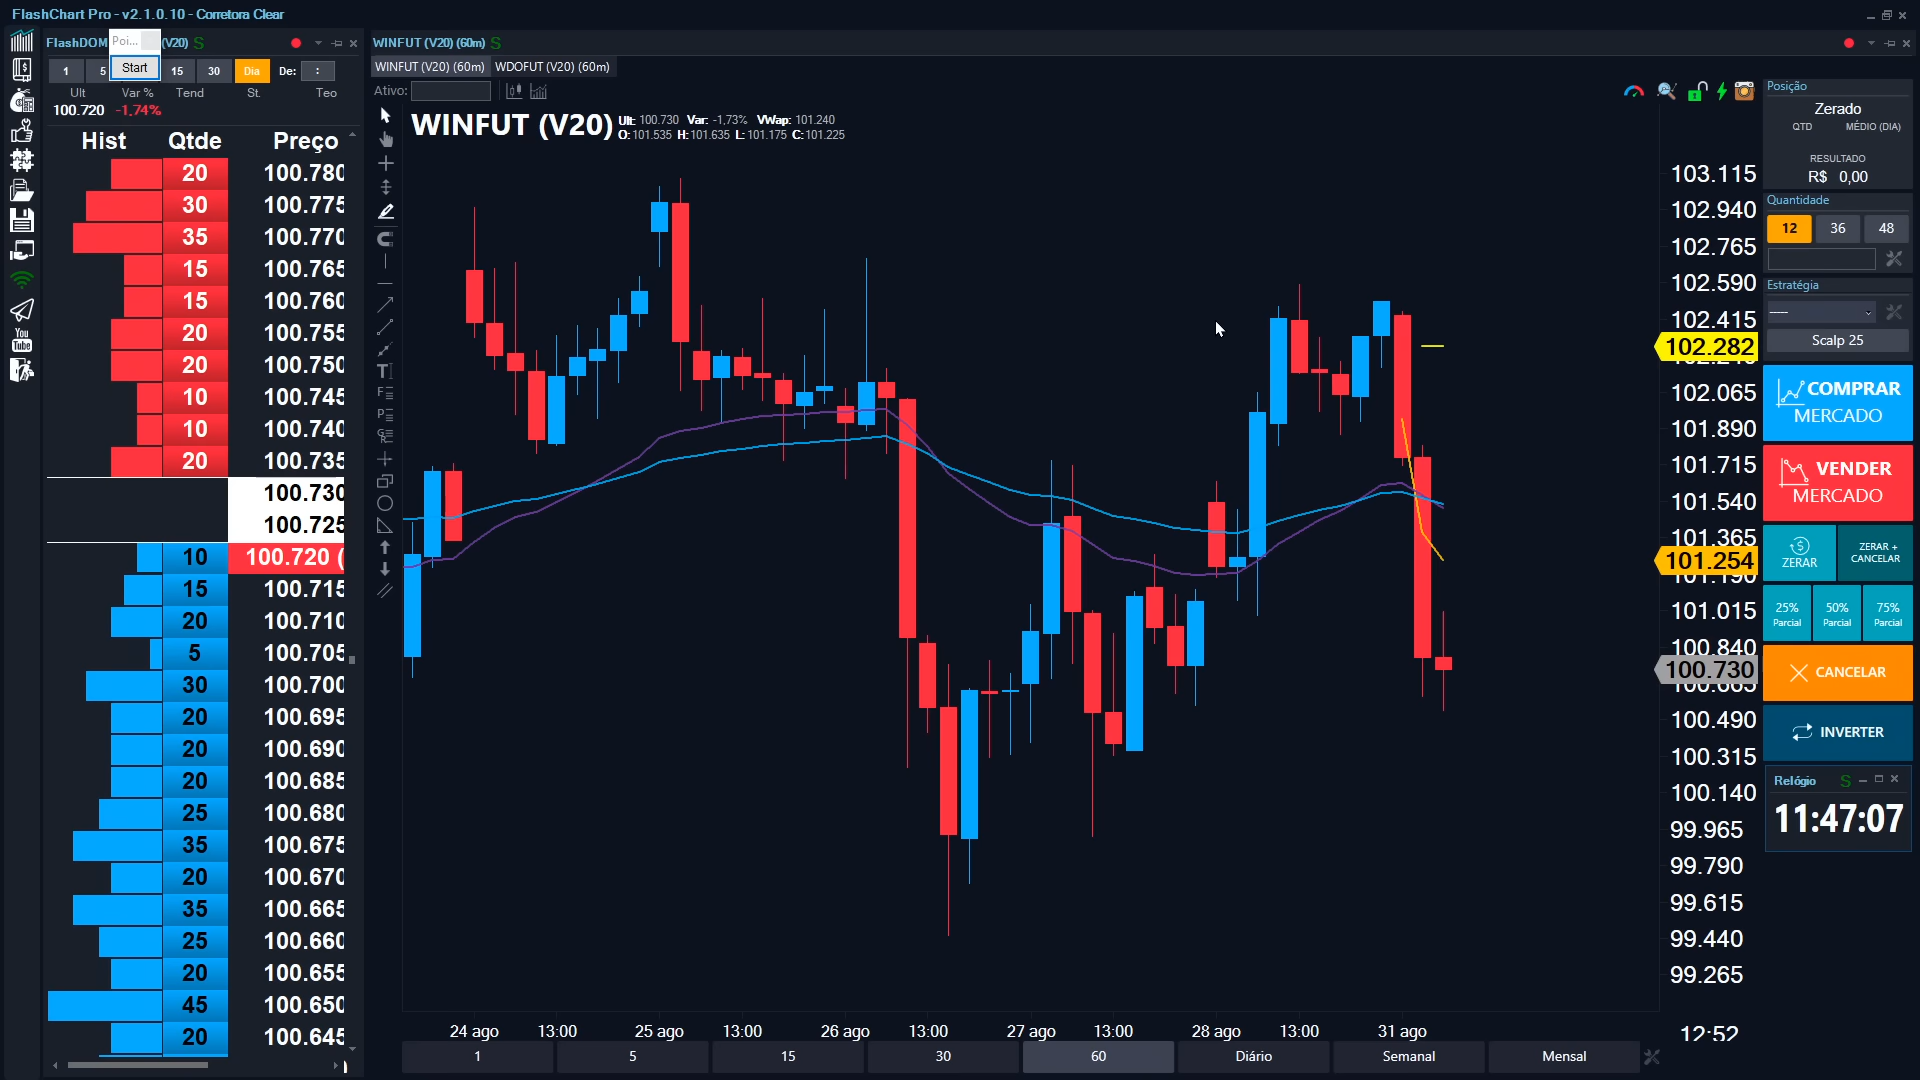 FlashChart Pro - v2.1.0.10 - Corretora Clear
FlashDOM
Poi...
(V20) S
Start
1 5 15 30 Dia De: :
Ult Var % Tend St. Teo
100.720 -1,74%
Hist Qtde Preço
20 100.780
30 100.775
35 100.770
15 100.765
15 100.760
20 100.755
20 100.750
10 100.745
10 100.740
20 100.735
100.730
100.725
10 100.720 (
15 100.715
20 100.710
5 100.705
30 100.700
20 100.695
20 100.690
20 100.685
25 100.680
35 100.675
20 100.670
35 100.665
25 100.660
20 100.655
45 100.650
20 100.645
You
Tube
WINFUT (V20) (60m) S
WINFUT (V20) (60m) WDOFUT (V20) (60m)
Ativo:
WINFUT (V20)
Ult: 100.730 Var: -1,73% VWap: 101.240
O: 101.535 H: 101.635 L: 101.175 C: 101.225
103.115
102.940
102.765
102.590
102.415
102.282
102.065
101.890
101.715
101.540
101.365
101.254
101.190
101.015
100.840
100.730
100.665
100.490
100.315
100.140
99.965
99.790
99.615
99.440
99.265
24 ago 13:00 25 ago 13:00 26 ago 13:00 27 ago 13:00 28 ago 13:00 31 ago 12:52
1 5 15 30 60 Diário Semanal Mensal
Posição
Zerado
QTD MÉDIO (DIA)
RESULTADO
R$ 0,00
Quantidade
12 36 48
Estratégia
-----
Scalp 25
COMPRAR
MERCADO
VENDER
MERCADO
ZERAR
ZERAR +
CANCELAR
25% 50% 75%
Parcial Parcial Parcial
CANCELAR
INVERTER
Relógio S
11:47:07